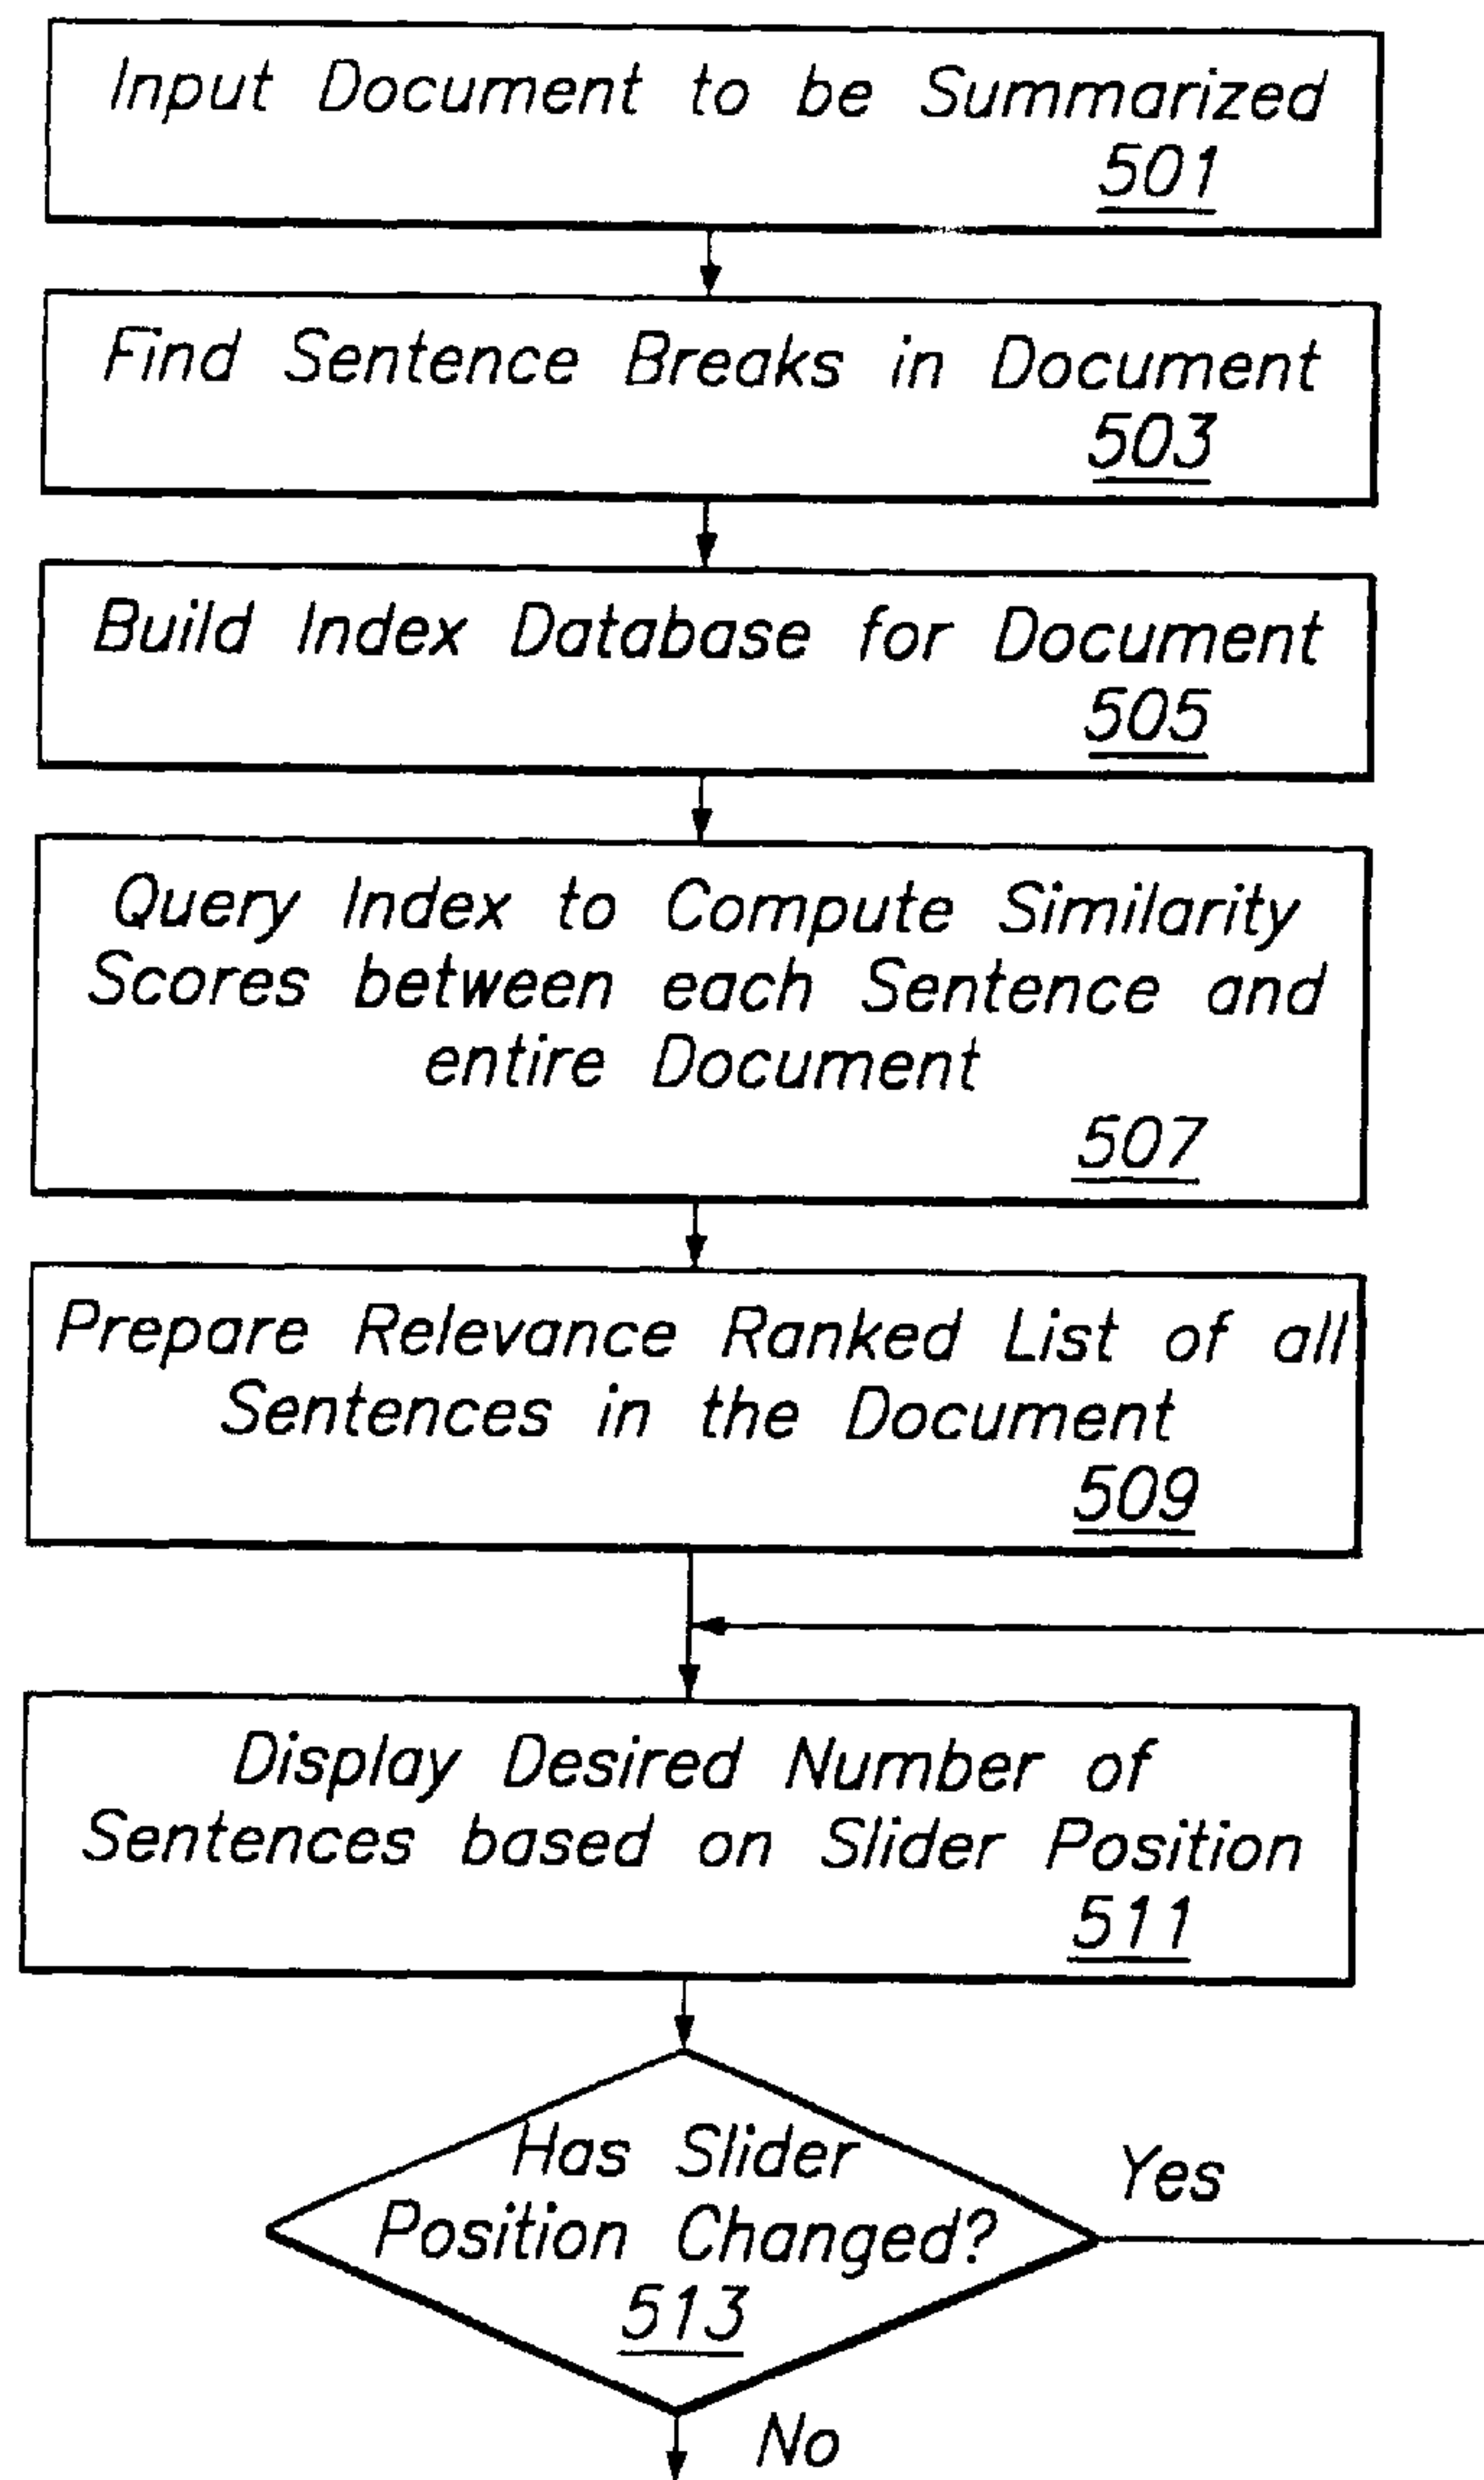 Input Document to be Summarized
501
Find Sentence Breaks in Document
503
Build Index Database for Document
505
Query Index to Compute Similarity
Scores between each Sentence and
entire Document
507
Prepare Relevance Ranked List of all
Sentences in the Document
509
Display Desired Number of
Sentences based on Slider Position
511
Has Slider
Position Changed?
513
Yes
No